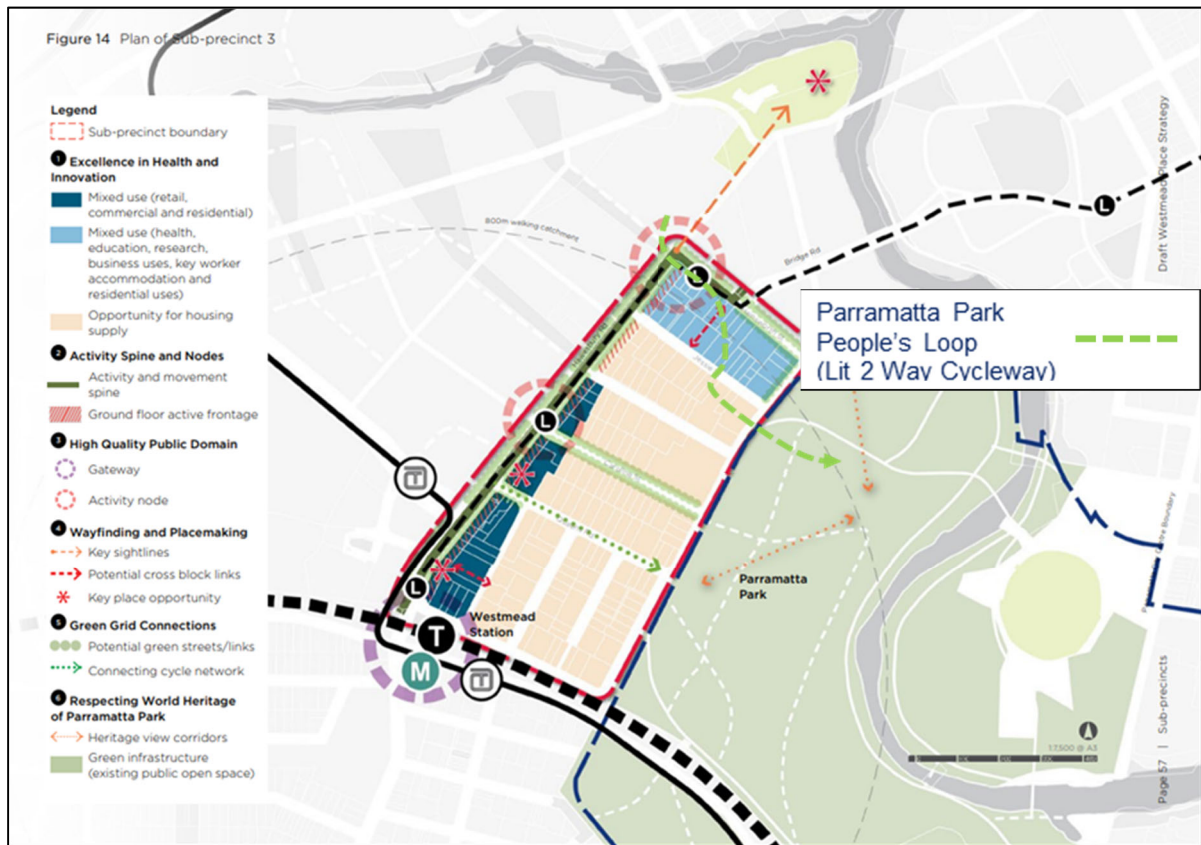 Figure 14 Plan of Sub-precinct 3
Legend
Sub-precinct boundary
1 Excellence in Health and
Innovation
Mixed use (retail,
commercial and residential)
Mixed use (health,
education, research,
business uses, key worker
accommodation and
residential uses)
Opportunity for housing
supply
2 Activity Spine and Nodes
Activity and movement
spine
Ground floor active frontage
3 High Quality Public Domain
Gateway
Activity node
4 Wayfinding and Placemaking
Key sightlines
Potential cross block links
Key place opportunity
5 Green Grid Connections
Potential green streets/links
Connecting cycle network
6 Respecting World Heritage
of Parramatta Park
Heritage view corridors
Green infrastructure
(existing public open space)
800m walking catchment
Bridge Rd
L
L
L
L
T
M
Westmead
Station
Parramatta
Park
Parramatta Park
People's Loop
(Lit 2 Way Cycleway)
Draft Westmead Place Strategy
1:7,500 @ A3
Page 57 | Sub-precincts